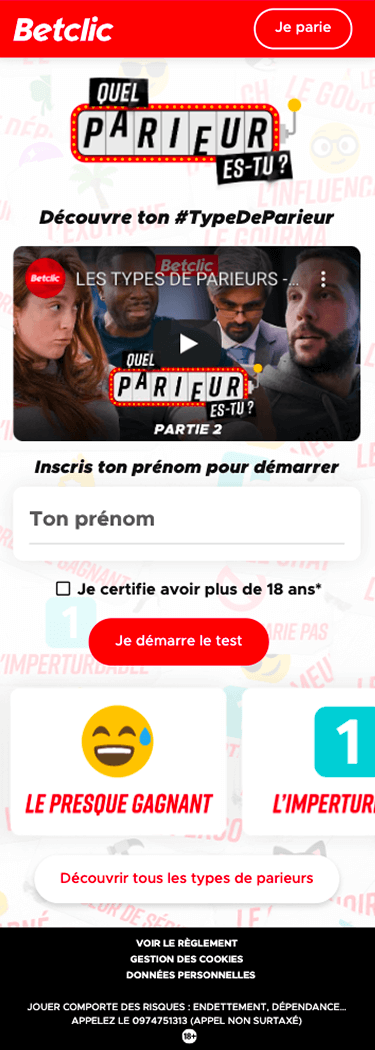 Betclic
Je parie
QUEL
PARIEUR
ES-TU ?
Découvre ton #TypeDeParieur
Betclic
LES TYPES DE PARIEURS -...
Betclic
QUEL
PARIEUR
ES-TU ?
PARTIE 2
Inscris ton prénom pour démarrer
Ton prénom
Je certifie avoir plus de 18 ans*
Je démarre le test
1
LE PRESQUE GAGNANT
L'IMPERTUR
Découvrir tous les types de parieurs
VOIR LE RÈGLEMENT
GESTION DES COOKIES
DONNÉES PERSONNELLES
JOUER COMPORTE DES RISQUES : ENDETTEMENT, DÉPENDANCE...
APPELEZ LE 0974751313 (APPEL NON SURTAXÉ)
18+